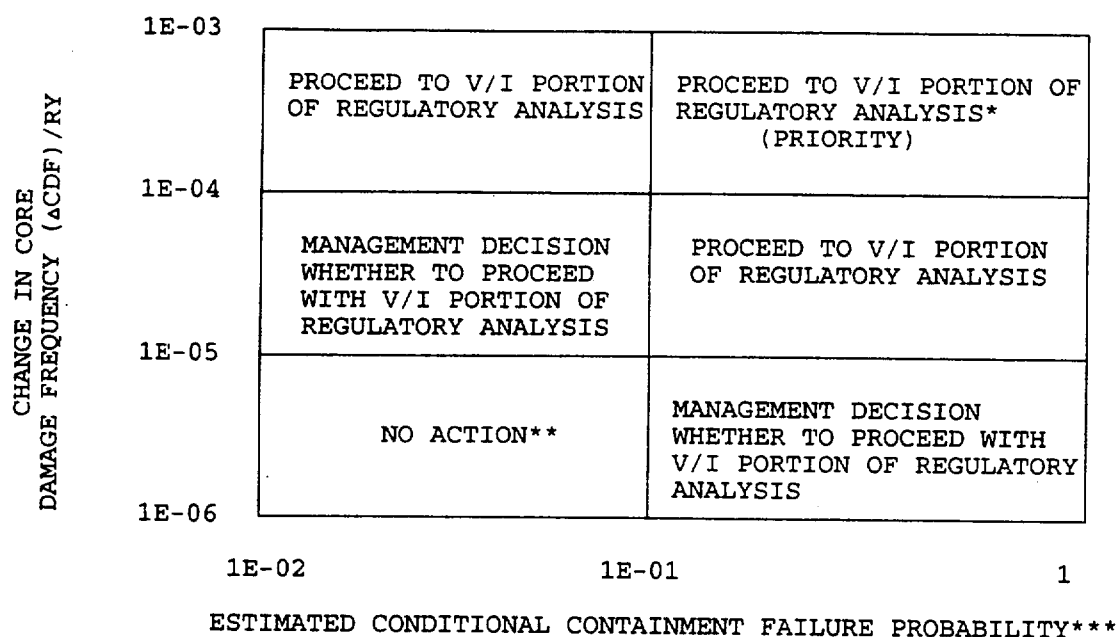 1E-03
PROCEED TO V/I PORTION
OF REGULATORY ANALYSIS
PROCEED TO V/I PORTION OF
REGULATORY ANALYSIS*
(PRIORITY)
1E-04
MANAGEMENT DECISION
WHETHER TO PROCEED
WITH V/I PORTION OF
REGULATORY ANALYSIS
PROCEED TO V/I PORTION
OF REGULATORY ANALYSIS
1E-05
NO ACTION**
MANAGEMENT DECISION
WHETHER TO PROCEED WITH
V/I PORTION OF REGULATORY
ANALYSIS
1E-06
CHANGE IN CORE
DAMAGE FREQUENCY (ΔCDF)/RY
1E-02
1E-01
1
ESTIMATED CONDITIONAL CONTAINMENT FAILURE PROBABILITY***